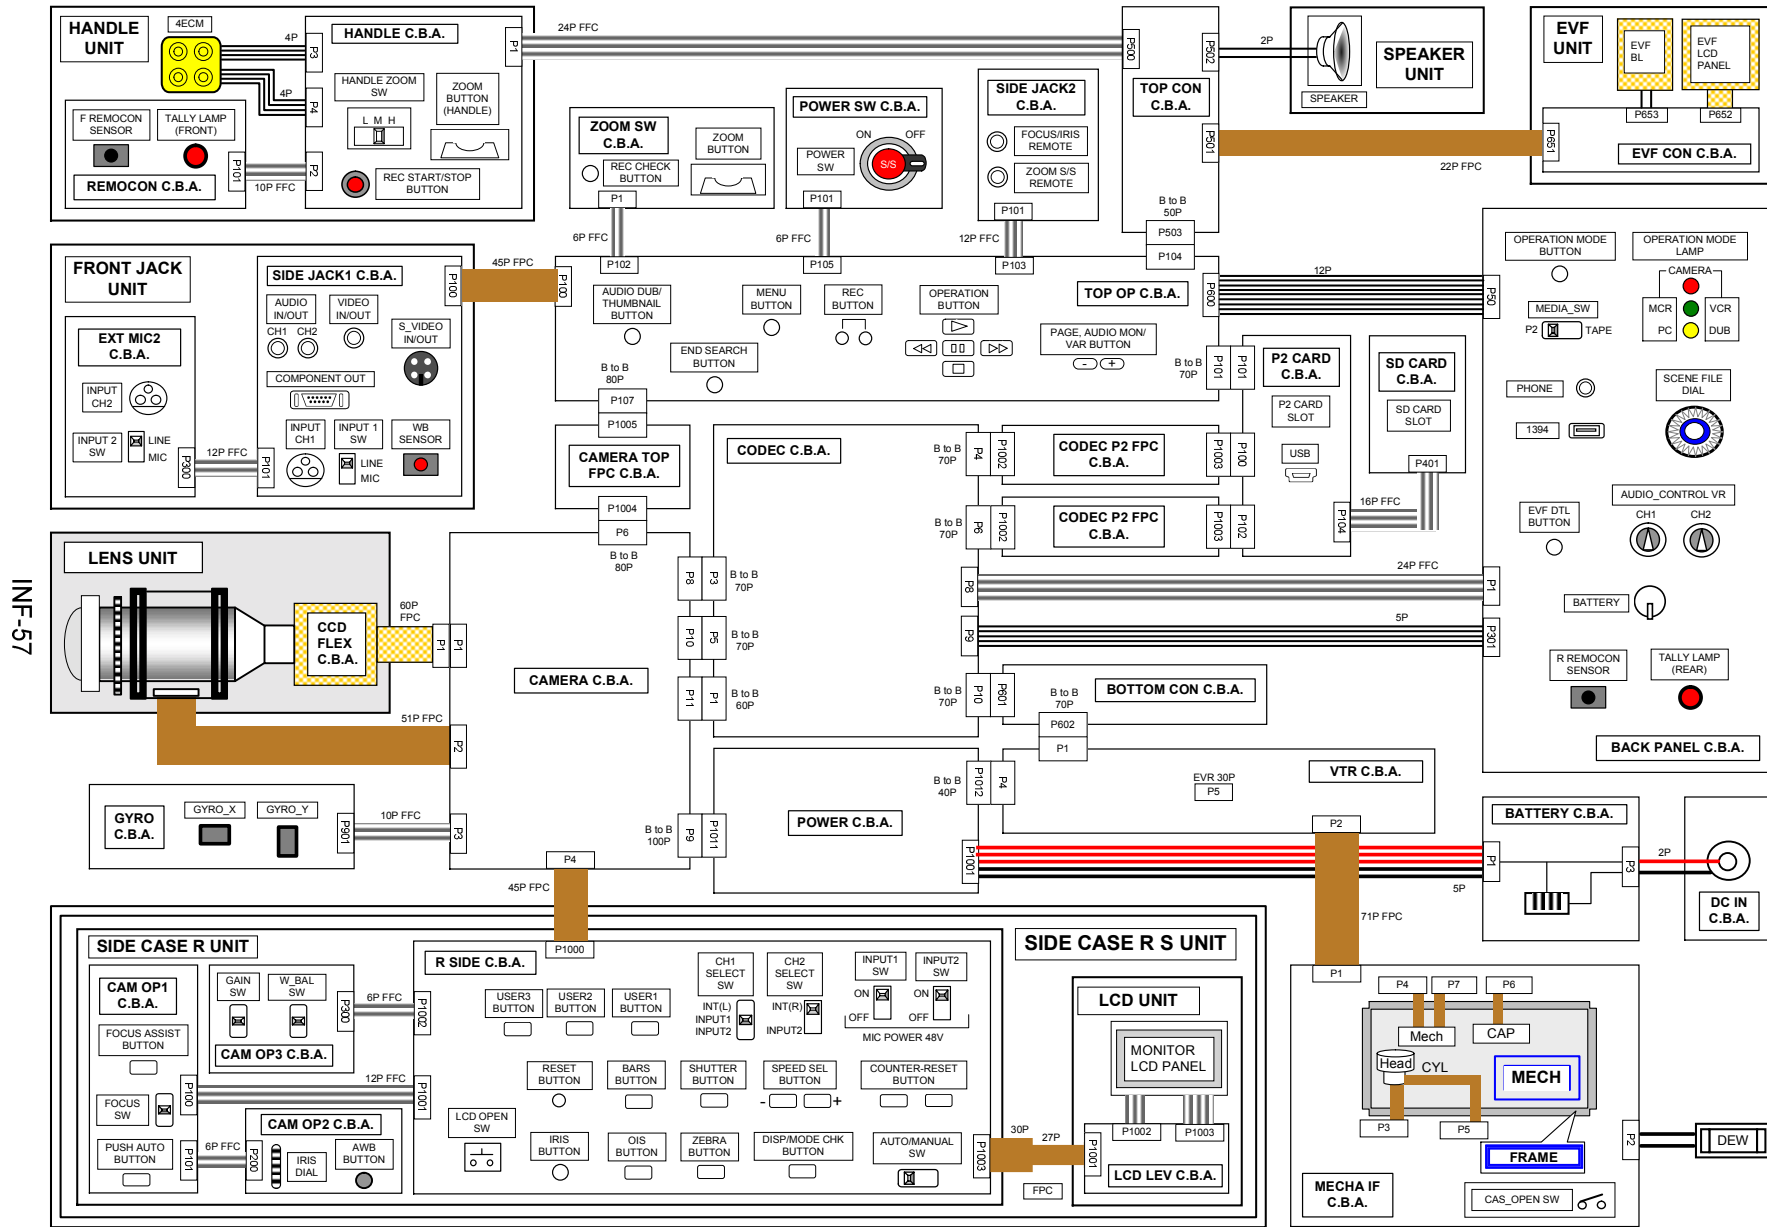 HANDLE
UNIT
4ECM
4P
4P
P3
P4
HANDLE C.B.A.
HANDLE ZOOM
SW
L M H
ZOOM
BUTTON
(HANDLE)
REC START/STOP
BUTTON
P1
P2
F REMOCON
SENSOR
TALLY LAMP
(FRONT)
REMOCON C.B.A.
P101
10P FFC
24P FFC
P500
P502
P501
TOP CON
C.B.A.
B to B
50P
P503
P104
2P
SPEAKER
SPEAKER
UNIT
EVF
UNIT
EVF
BL
EVF
LCD
PANEL
P653
P652
P651
EVF CON C.B.A.
22P FPC
ZOOM SW
C.B.A.
REC CHECK
BUTTON
ZOOM
BUTTON
P1
6P FFC
P102
POWER SW C.B.A.
ON
OFF
POWER
SW
S/S
P101
6P FFC
P105
SIDE JACK2
C.B.A.
FOCUS/IRIS
REMOTE
ZOOM S/S
REMOTE
P101
12P FFC
P103
FRONT JACK
UNIT
EXT MIC2
C.B.A.
INPUT
CH2
INPUT 2
SW
LINE
MIC
P300
12P FFC
P101
SIDE JACK1 C.B.A.
AUDIO
IN/OUT
VIDEO
IN/OUT
CH1
CH2
S_VIDEO
IN/OUT
COMPONENT OUT
INPUT
CH1
INPUT 1
SW
LINE
MIC
WB
SENSOR
P100
45P FPC
P100
AUDIO DUB/
THUMBNAIL
BUTTON
MENU
BUTTON
REC
BUTTON
OPERATION
BUTTON
END SEARCH
BUTTON
PAGE, AUDIO MON/
VAR BUTTON
- +
TOP OP C.B.A.
P600
12P
P50
B to B
70P
P101
P101
B to B
80P
P107
P1005
CAMERA TOP
FPC C.B.A.
P1004
P6
B to B
80P
P2 CARD
C.B.A.
P2 CARD
SLOT
USB
P100
P102
P104
16P FFC
SD CARD
C.B.A.
SD CARD
SLOT
P401
OPERATION MODE
BUTTON
OPERATION MODE
LAMP
CAMERA
MCR
VCR
PC
DUB
MEDIA_SW
P2
TAPE
PHONE
1394
SCENE FILE
DIAL
EVF DTL
BUTTON
AUDIO_CONTROL VR
CH1
CH2
BATTERY
R REMOCON
SENSOR
TALLY LAMP
(REAR)
BACK PANEL C.B.A.
CODEC C.B.A.
B to B
70P
P4
P1002
CODEC P2 FPC
C.B.A.
P1003
B to B
70P
P6
P1002
CODEC P2 FPC
C.B.A.
P1003
P8
24P FFC
P1
P9
5P
P301
B to B
70P
P10
P601
BOTTOM CON C.B.A.
B to B
70P
P602
P1
LENS UNIT
CCD
FLEX
C.B.A.
60P
FPC
P1
P1
51P FPC
P2
CAMERA C.B.A.
P8
P3
B to B
70P
P10
P5
B to B
70P
P11
P1
B to B
60P
B to B
100P
P9
P1011
POWER C.B.A.
B to B
40P
P1012
P4
P1001
VTR C.B.A.
EVR 30P
P5
P2
71P FPC
P1
GYRO
C.B.A.
GYRO_X
GYRO_Y
P901
10P FFC
P3
P4
45P FPC
P1000
BATTERY C.B.A.
P1
5P
P3
2P
DC IN
C.B.A.
SIDE CASE R UNIT
SIDE CASE R S UNIT
CAM OP1
C.B.A.
FOCUS ASSIST
BUTTON
FOCUS
SW
PUSH AUTO
BUTTON
P100
P101
GAIN
SW
W_BAL
SW
CAM OP3 C.B.A.
P300
6P FFC
P1002
12P FFC
P1001
6P FFC
P200
CAM OP2 C.B.A.
IRIS
DIAL
AWB
BUTTON
R SIDE C.B.A.
USER3
BUTTON
USER2
BUTTON
USER1
BUTTON
CH1
SELECT
SW
INT(L)
INPUT1
INPUT2
CH2
SELECT
SW
INT(R)
INPUT2
INPUT1
SW
INPUT2
SW
ON
OFF
ON
OFF
MIC POWER 48V
RESET
BUTTON
BARS
BUTTON
SHUTTER
BUTTON
SPEED SEL
BUTTON
- +
COUNTER-RESET
BUTTON
LCD OPEN
SW
IRIS
BUTTON
OIS
BUTTON
ZEBRA
BUTTON
DISP/MODE CHK
BUTTON
AUTO/MANUAL
SW
P1003
30P
27P
FPC
P1001
LCD UNIT
MONITOR
LCD PANEL
P1002
P1003
LCD LEV C.B.A.
P4
P7
P6
Mech
CAP
Head
CYL
MECH
P3
P5
FRAME
MECHA IF
C.B.A.
CAS_OPEN SW
P2
DEW
INF-57